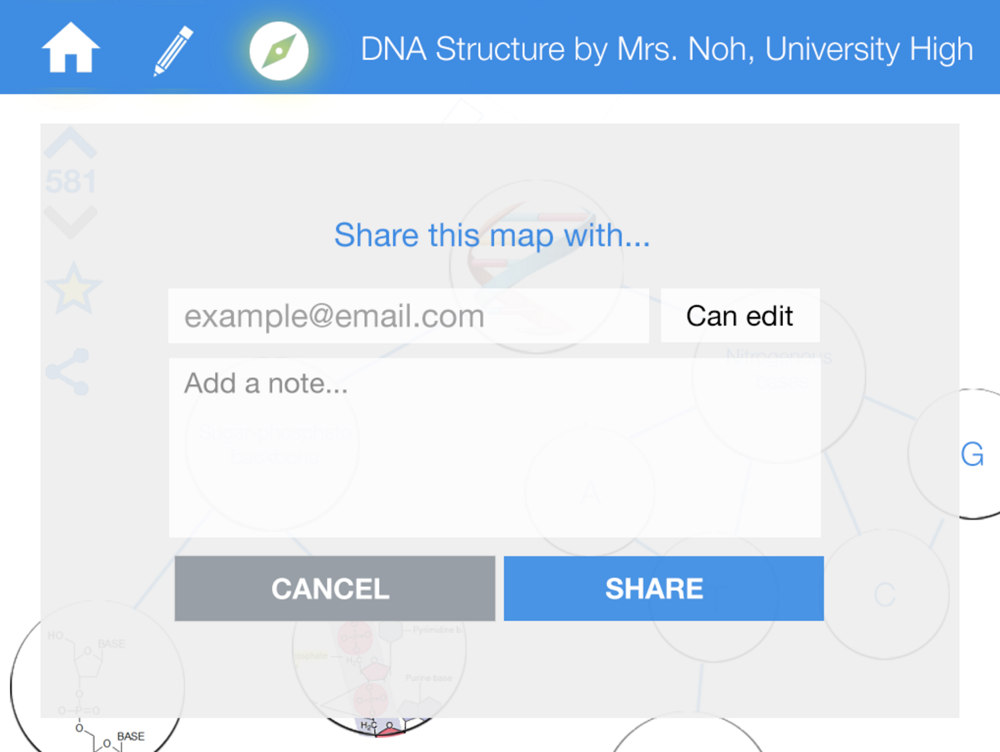 DNA Structure by Mrs. Noh, University High
581
Share this map with...
example@email.com
Can edit
Nitrogenous
Bases
Add a note...
Sugar-phosphate
backbone
G
A
CANCEL
SHARE
T
C
HO
BASE
O
Pyrimidine b
osphate
H₂C
O
Purine base
O
O-P=O
O
BASE
O
H₂C
O